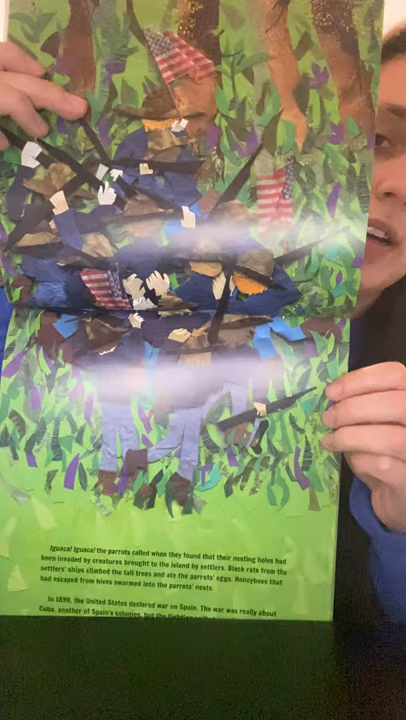 Iguaca! Iguaca! the parrots called when they found that their nesting holes had
been invaded by creatures brought to the island by settlers. Black rats from the
settlers' ships climbed the tall trees and ate the parrots' eggs. Honeybees that
had escaped from hives swarmed into the parrots' nests.
In 1898, the United States declared war on Spain. The war was really about
Cuba, another of Spain's colonies, but the fighting